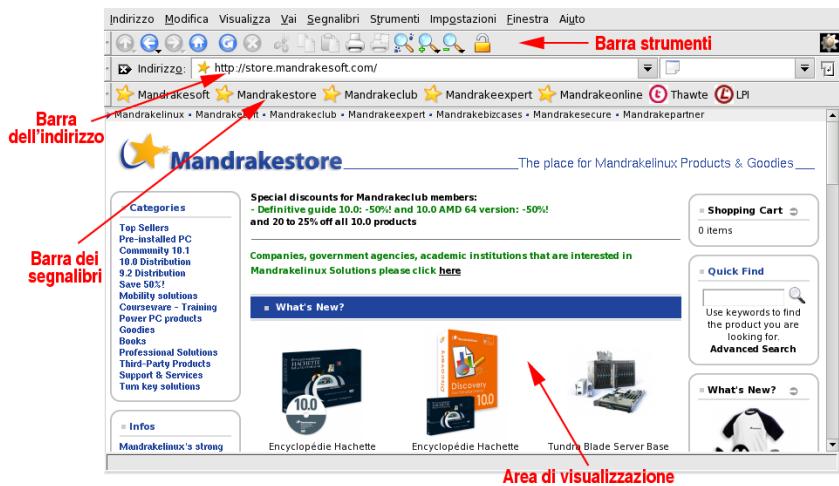 Indirizzo Modifica Visualizza Vai Segnalibri Strumenti Impostazioni Finestra Aiuto
Barra strumenti
Indirizzo: http://store.mandrakesoft.com/
Mandrakesoft Mandrakestore Mandrakeclub Mandrakeexpert Mandrakeonline Thawte LPI
Mandrakelinux • Mandrakesoft • Mandrakeclub • Mandrakeexpert • Mandrakebizcases • Mandrakesecure • Mandrakepartner
Barra
dell'indirizzo
Mandrakestore
The place for Mandrakelinux Products & Goodies
Categories
Top Sellers
Pre-installed PC
Community 10.1
10.0 Distribution
9.2 Distribution
Save 50%!
Mobility solutions
Courseware - Training
Power PC products
Goodies
Books
Professional Solutions
Third-Party Products
Support & Services
Turn key solutions
Barra dei
segnalibri
Infos
Mandrakelinux's strong
Special discounts for Mandrakeclub members:
- Definitive guide 10.0: -50%! and 10.0 AMD 64 version: -50%!
and 20 to 25% off all 10.0 products
Companies, government agencies, academic institutions that are interested in
Mandrakelinux Solutions please click here
What's New?
HACHETTE
10.0
Discovery
10.0
Encyclopédie Hachette
Encyclopédie Hachette
Tundra Blade Server Base
Shopping Cart
0 items
Quick Find
Use keywords to find
the product you are
looking for.
Advanced Search
What's New?
Area di visualizzazione